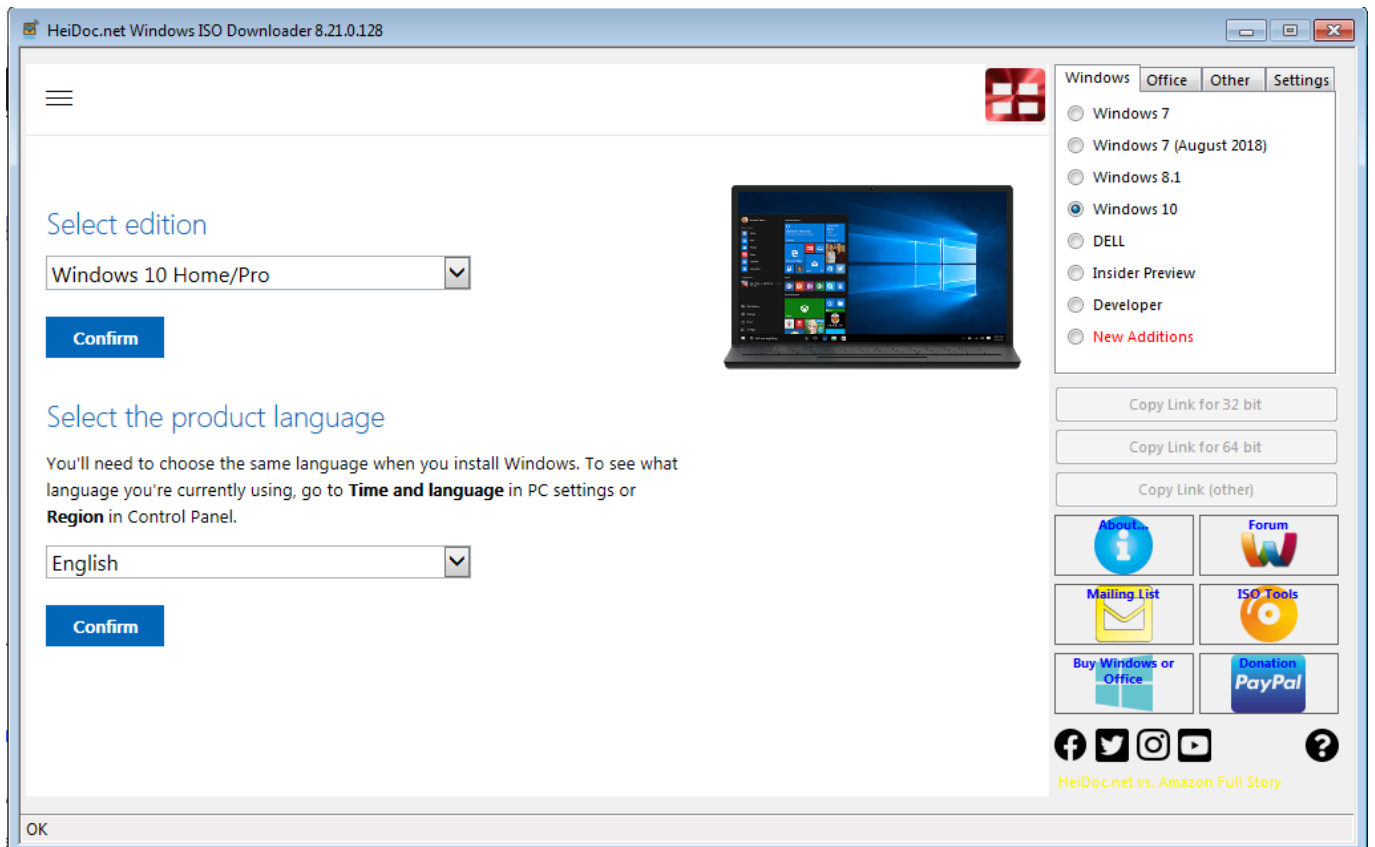 HeiDoc.net Windows ISO Downloader 8.21.0.128
Select edition
Windows 10 Home/Pro
Confirm
Select the product language
You'll need to choose the same language when you install Windows. To see what
language you're currently using, go to Time and language in PC settings or
Region in Control Panel.
English
Confirm
Windows
Office
Other
Settings
Windows 7
Windows 7 (August 2018)
Windows 8.1
Windows 10
DELL
Insider Preview
Developer
New Additions
Copy Link for 32 bit
Copy Link for 64 bit
Copy Link (other)
About...
Forum
Mailing List
ISO Tools
Buy Windows or
Office
Donation
PayPal
HeiDoc.net vs. Amazon Full Story
OK